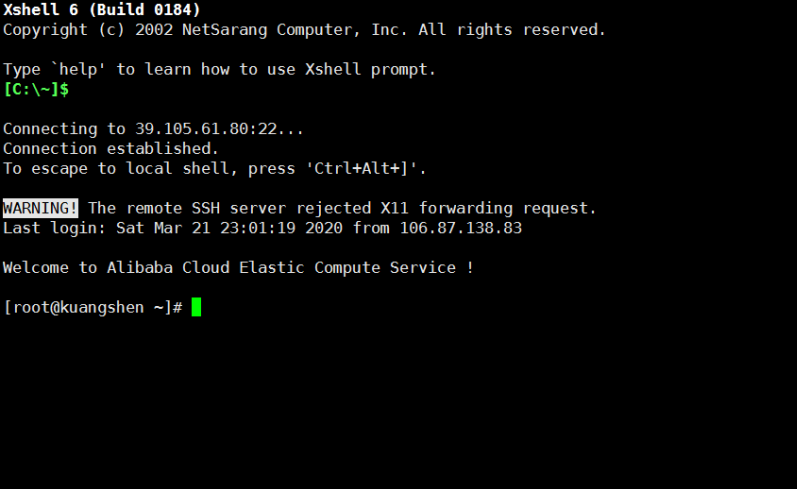 Xshell 6 (Build 0184)
Copyright (c) 2002 NetSarang Computer, Inc. All rights reserved.
Type `help' to learn how to use Xshell prompt.
[C:\~]$
Connecting to 39.105.61.80:22...
Connection established.
To escape to local shell, press 'Ctrl+Alt+]'.
WARNING! The remote SSH server rejected X11 forwarding request.
Last login: Sat Mar 21 23:01:19 2020 from 106.87.138.83
Welcome to Alibaba Cloud Elastic Compute Service !
[root@kuangshen ~]#